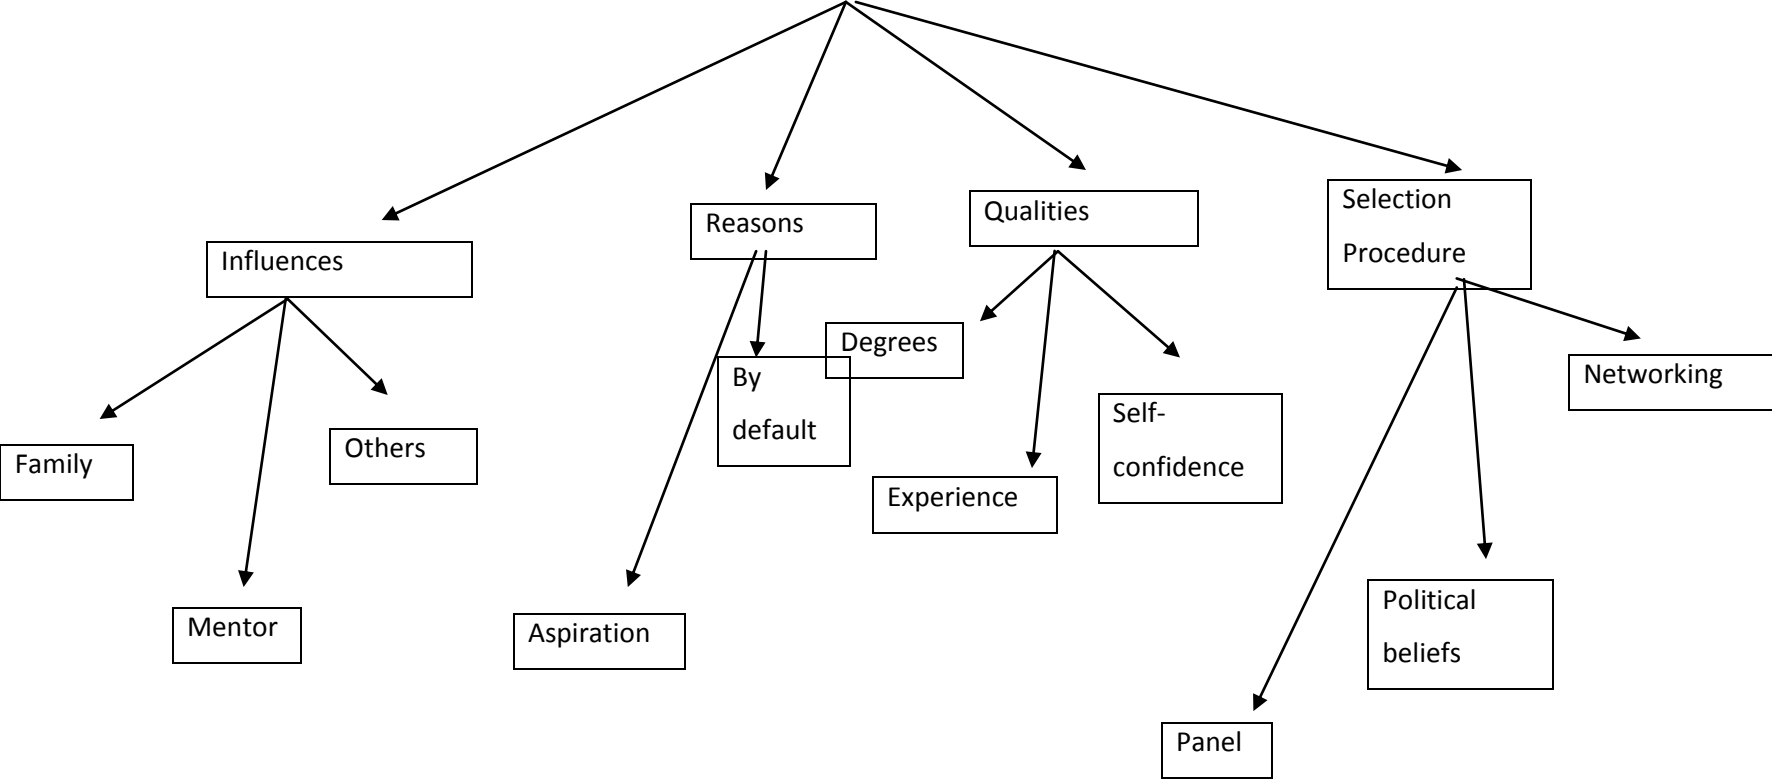 Influences
Reasons
Qualities
Selection
Procedure
Family
Mentor
Others
Aspiration
By
default
Degrees
Experience
Self-
confidence
Panel
Political
beliefs
Networking